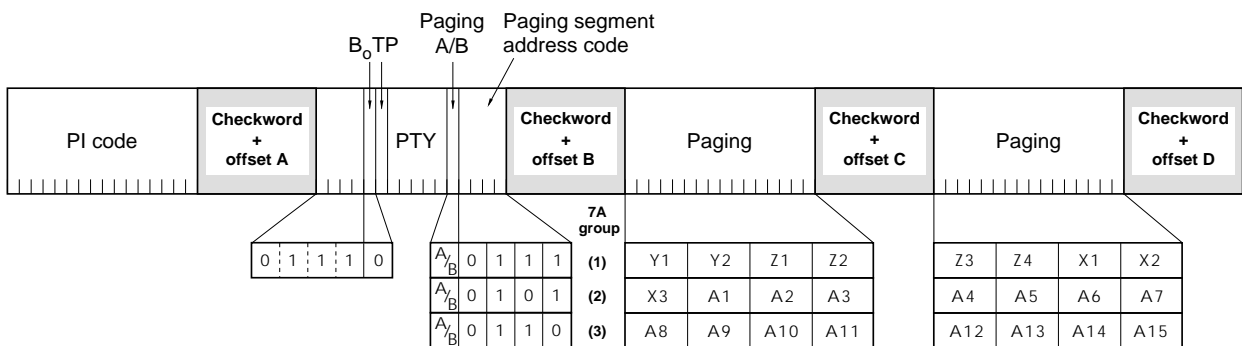 Paging Paging segment
BoTP A/B address code
PI code
Checkword + offset A
PTY
Checkword + offset B
Paging
Checkword + offset C
Paging
Checkword + offset D
7A group
0 1 1 1 0 A/B 0 1 1 1 (1) Y1 Y2 Z1 Z2 Z3 Z4 X1 X2
A/B 0 1 0 1 (2) X3 A1 A2 A3 A4 A5 A6 A7
A/B 0 1 1 0 (3) A8 A9 A10 A11 A12 A13 A14 A15